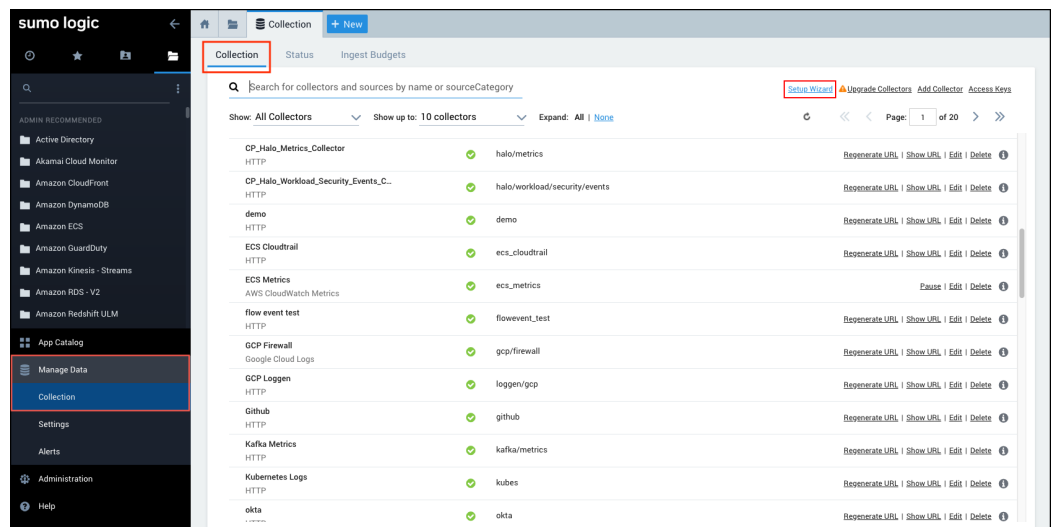 sumo logic
Collection
+ New
Collection Status Ingest Budgets
Search for collectors and sources by name or sourceCategory
Setup Wizard Upgrade Collectors Add Collector Access Keys
ADMIN RECOMMENDED
Show: All Collectors Show up to: 10 collectors Expand: All | None
Page: 1 of 20
Active Directory
Akamai Cloud Monitor
Amazon CloudFront
Amazon DynamoDB
Amazon ECS
Amazon GuardDuty
Amazon Kinesis - Streams
Amazon RDS - V2
Amazon Redshift ULM
App Catalog
Manage Data
Collection
Settings
Alerts
Administration
Help
CP_Halo_Metrics_Collector
HTTP
halo/metrics
Regenerate URL | Show URL | Edit | Delete
CP_Halo_Workload_Security_Events_C...
HTTP
halo/workload/security/events
Regenerate URL | Show URL | Edit | Delete
demo
HTTP
demo
Regenerate URL | Show URL | Edit | Delete
ECS Cloudtrail
HTTP
ecs_cloudtrail
Regenerate URL | Show URL | Edit | Delete
ECS Metrics
AWS CloudWatch Metrics
ecs_metrics
Pause | Edit | Delete
flow event test
HTTP
flowevent_test
Regenerate URL | Show URL | Edit | Delete
GCP Firewall
Google Cloud Logs
gcp/firewall
Regenerate URL | Show URL | Edit | Delete
GCP Loggen
HTTP
loggen/gcp
Regenerate URL | Show URL | Edit | Delete
Github
HTTP
github
Regenerate URL | Show URL | Edit | Delete
Kafka Metrics
HTTP
kafka/metrics
Regenerate URL | Show URL | Edit | Delete
Kubernetes Logs
HTTP
kubes
Regenerate URL | Show URL | Edit | Delete
okta
HTTP
okta
Regenerate URL | Show URL | Edit | Delete